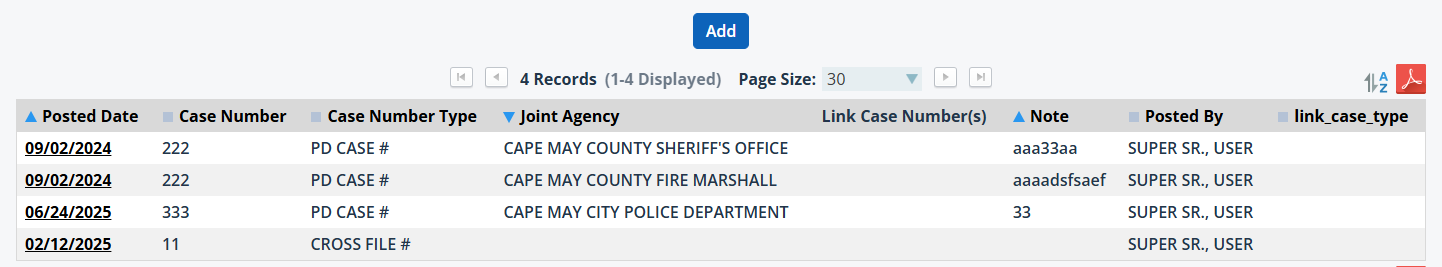 Add
4 Records (1-4 Displayed) Page Size: 30 A Z
Posted Date Case Number Case Number Type Joint Agency Link Case Number(s) Note Posted By link_case_type
09/02/2024 222 PD CASE # CAPE MAY COUNTY SHERIFF'S OFFICE aaa33aa SUPER SR., USER
09/02/2024 222 PD CASE # CAPE MAY COUNTY FIRE MARSHALL aaaadsfsaef SUPER SR., USER
06/24/2025 333 PD CASE # CAPE MAY CITY POLICE DEPARTMENT 33 SUPER SR., USER
02/12/2025 11 CROSS FILE # SUPER SR., USER